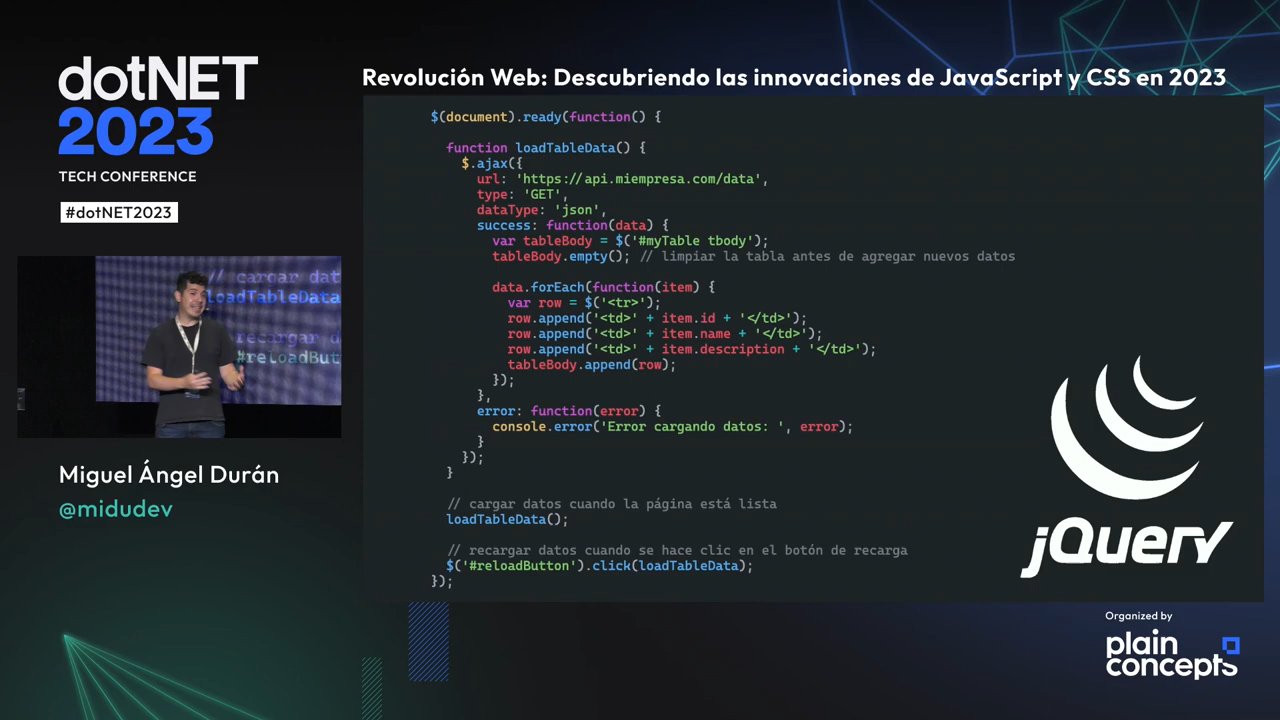 dotNET
2023
TECH CONFERENCE
#dotNET2023
Revolución Web: Descubriendo las innovaciones de JavaScript y CSS en 2023
$(document).ready(function() {
function loadTableData() {
$.ajax({
url: 'https://api.miempresa.com/data',
type: 'GET',
dataType: 'json',
success: function(data) {
var tableBody = $('#myTable tbody');
tableBody.empty(); // limpiar la tabla antes de agregar nuevos datos
data.forEach(function(item) {
var row = $('<tr>');
row.append('<td>' + item.id + '</td>');
row.append('<td>' + item.name + '</td>');
row.append('<td>' + item.description + '</td>');
tableBody.append(row);
});
},
error: function(error) {
console.error('Error cargando datos: ', error);
}
});
}
// cargar datos cuando la página está lista
loadTableData();
// recargar datos cuando se hace clic en el botón de recarga
$('#reloadButton').click(loadTableData);
});
jQuery
// cargar dat
loadTableData
recargar d
#reloadBut
Miguel Ángel Durán
@midudev
Organized by
plain
concepts